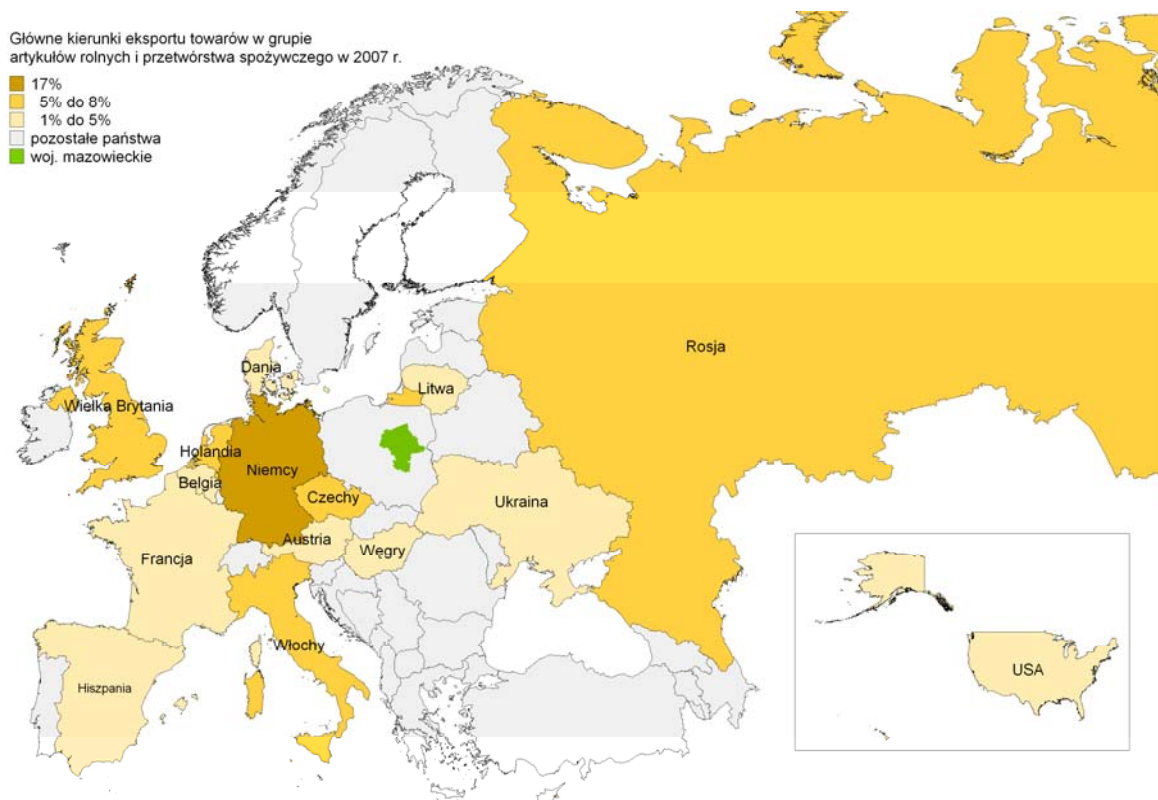 Główne kierunki eksportu towarów w grupie
artykułów rolnych i przetwórstwa spożywczego w 2007 r.
17%
5% do 8%
1% do 5%
pozostałe państwa
woj. mazowieckie
Rosja
Dania
Litwa
Wielka Brytania
Holandia
Niemcy
Belgia
Czechy
Ukraina
Austria
Węgry
Francja
Włochy
USA
Hiszpania